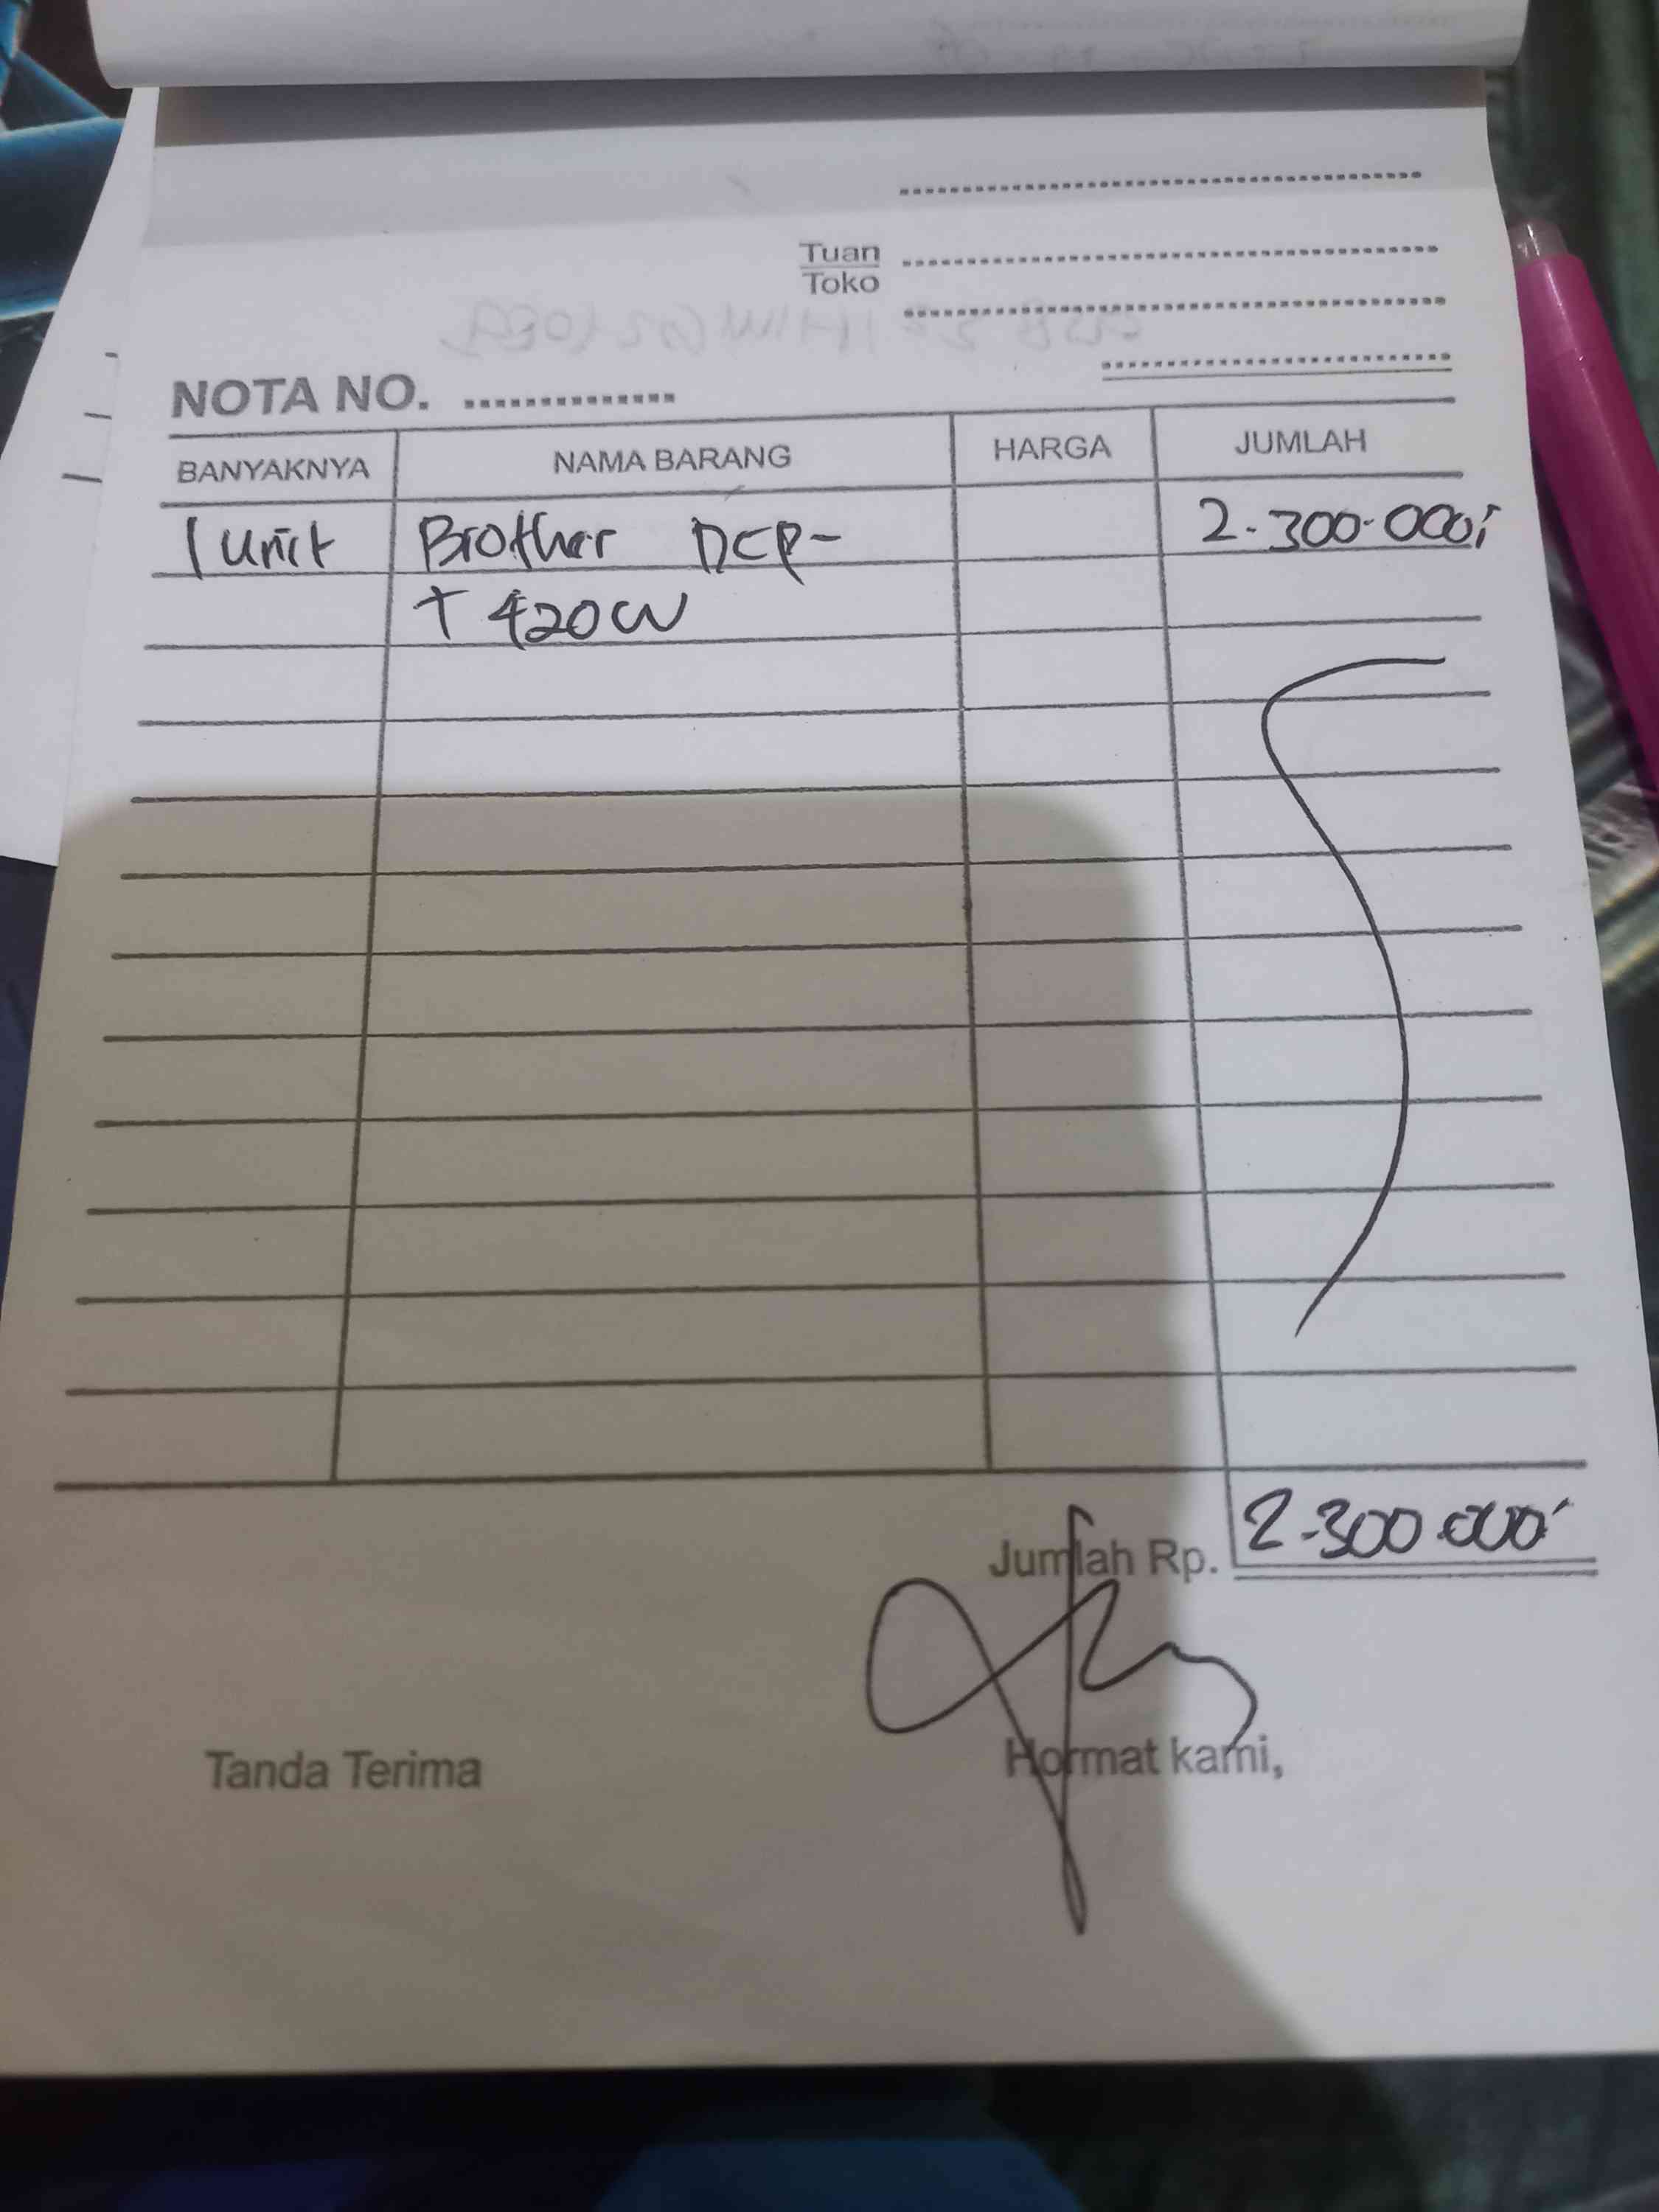 Tuan
Toko
NOTA NO.
BANYAKNYA NAMA BARANG HARGA JUMLAH
1 unit Brother DCP- 2.300.000,
T420W
Jumlah Rp. 2.300.000
Tanda Terima Hormat kami,